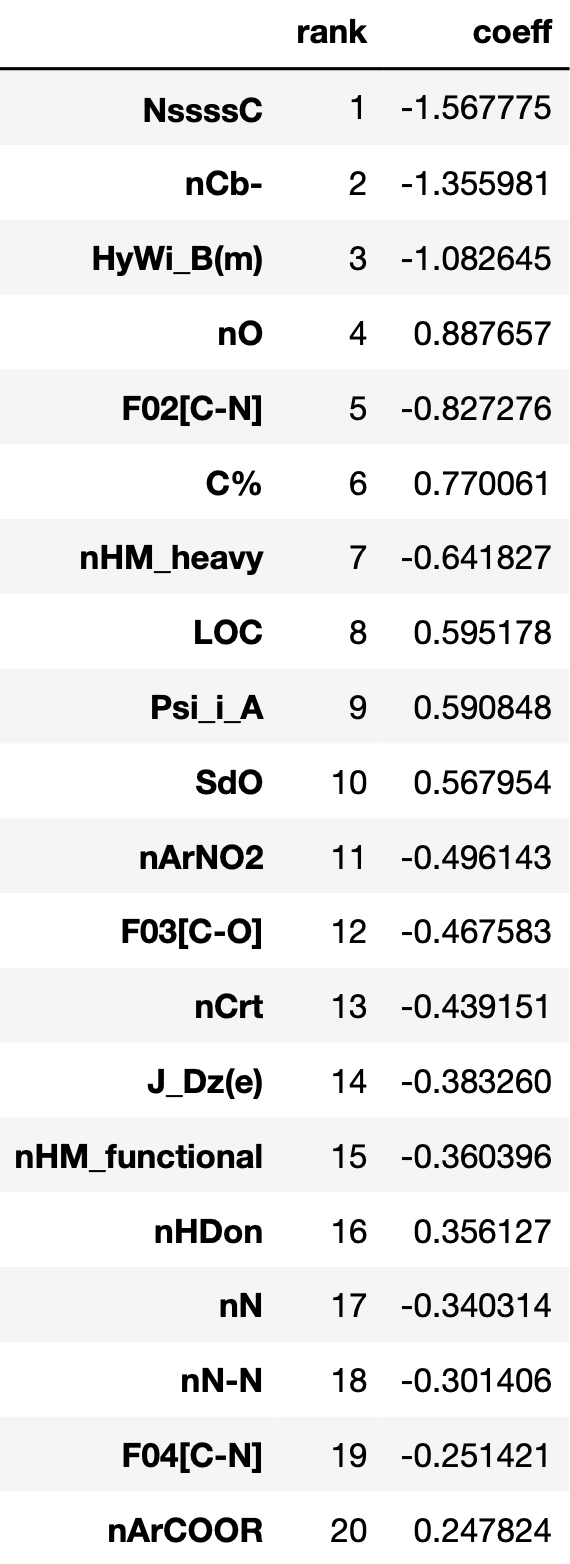 rank coeff
NssssC 1 -1.567775
nCb- 2 -1.355981
HyWi_B(m) 3 -1.082645
nO 4 0.887657
F02[C-N] 5 -0.827276
C% 6 0.770061
nHM_heavy 7 -0.641827
LOC 8 0.595178
Psi_i_A 9 0.590848
SdO 10 0.567954
nArNO2 11 -0.496143
F03[C-O] 12 -0.467583
nCrt 13 -0.439151
J_Dz(e) 14 -0.383260
nHM_functional 15 -0.360396
nHDon 16 0.356127
nN 17 -0.340314
nN-N 18 -0.301406
F04[C-N] 19 -0.251421
nArCOOR 20 0.247824